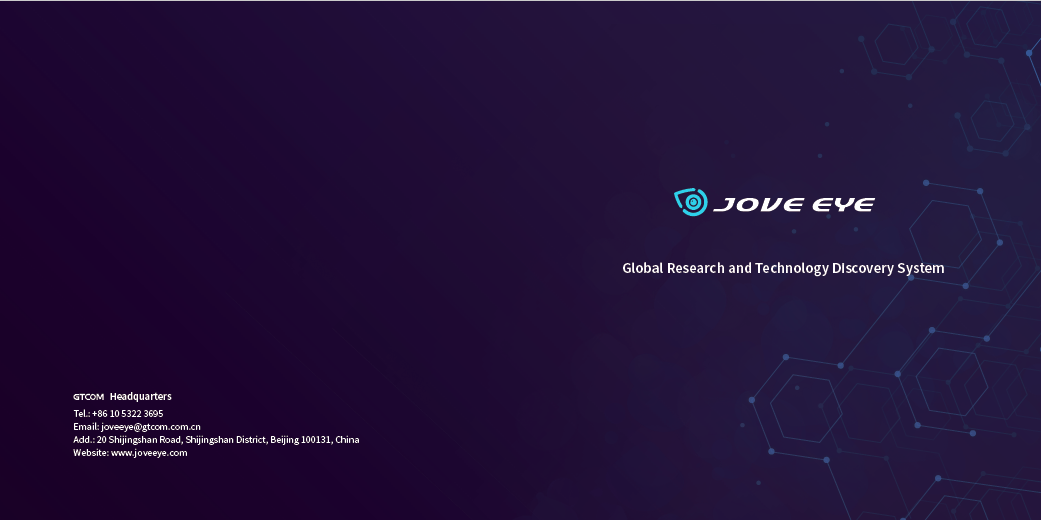 JOVE EYE
Global Research and Technology DIscovery System
GTCOM Headquarters
Tel.: +86 10 5322 3695
Email: joveeye@gtcom.com.cn
Add.: 20 Shijingshan Road, Shijingshan District, Beijing 100131, China
Website: www.joveeye.com